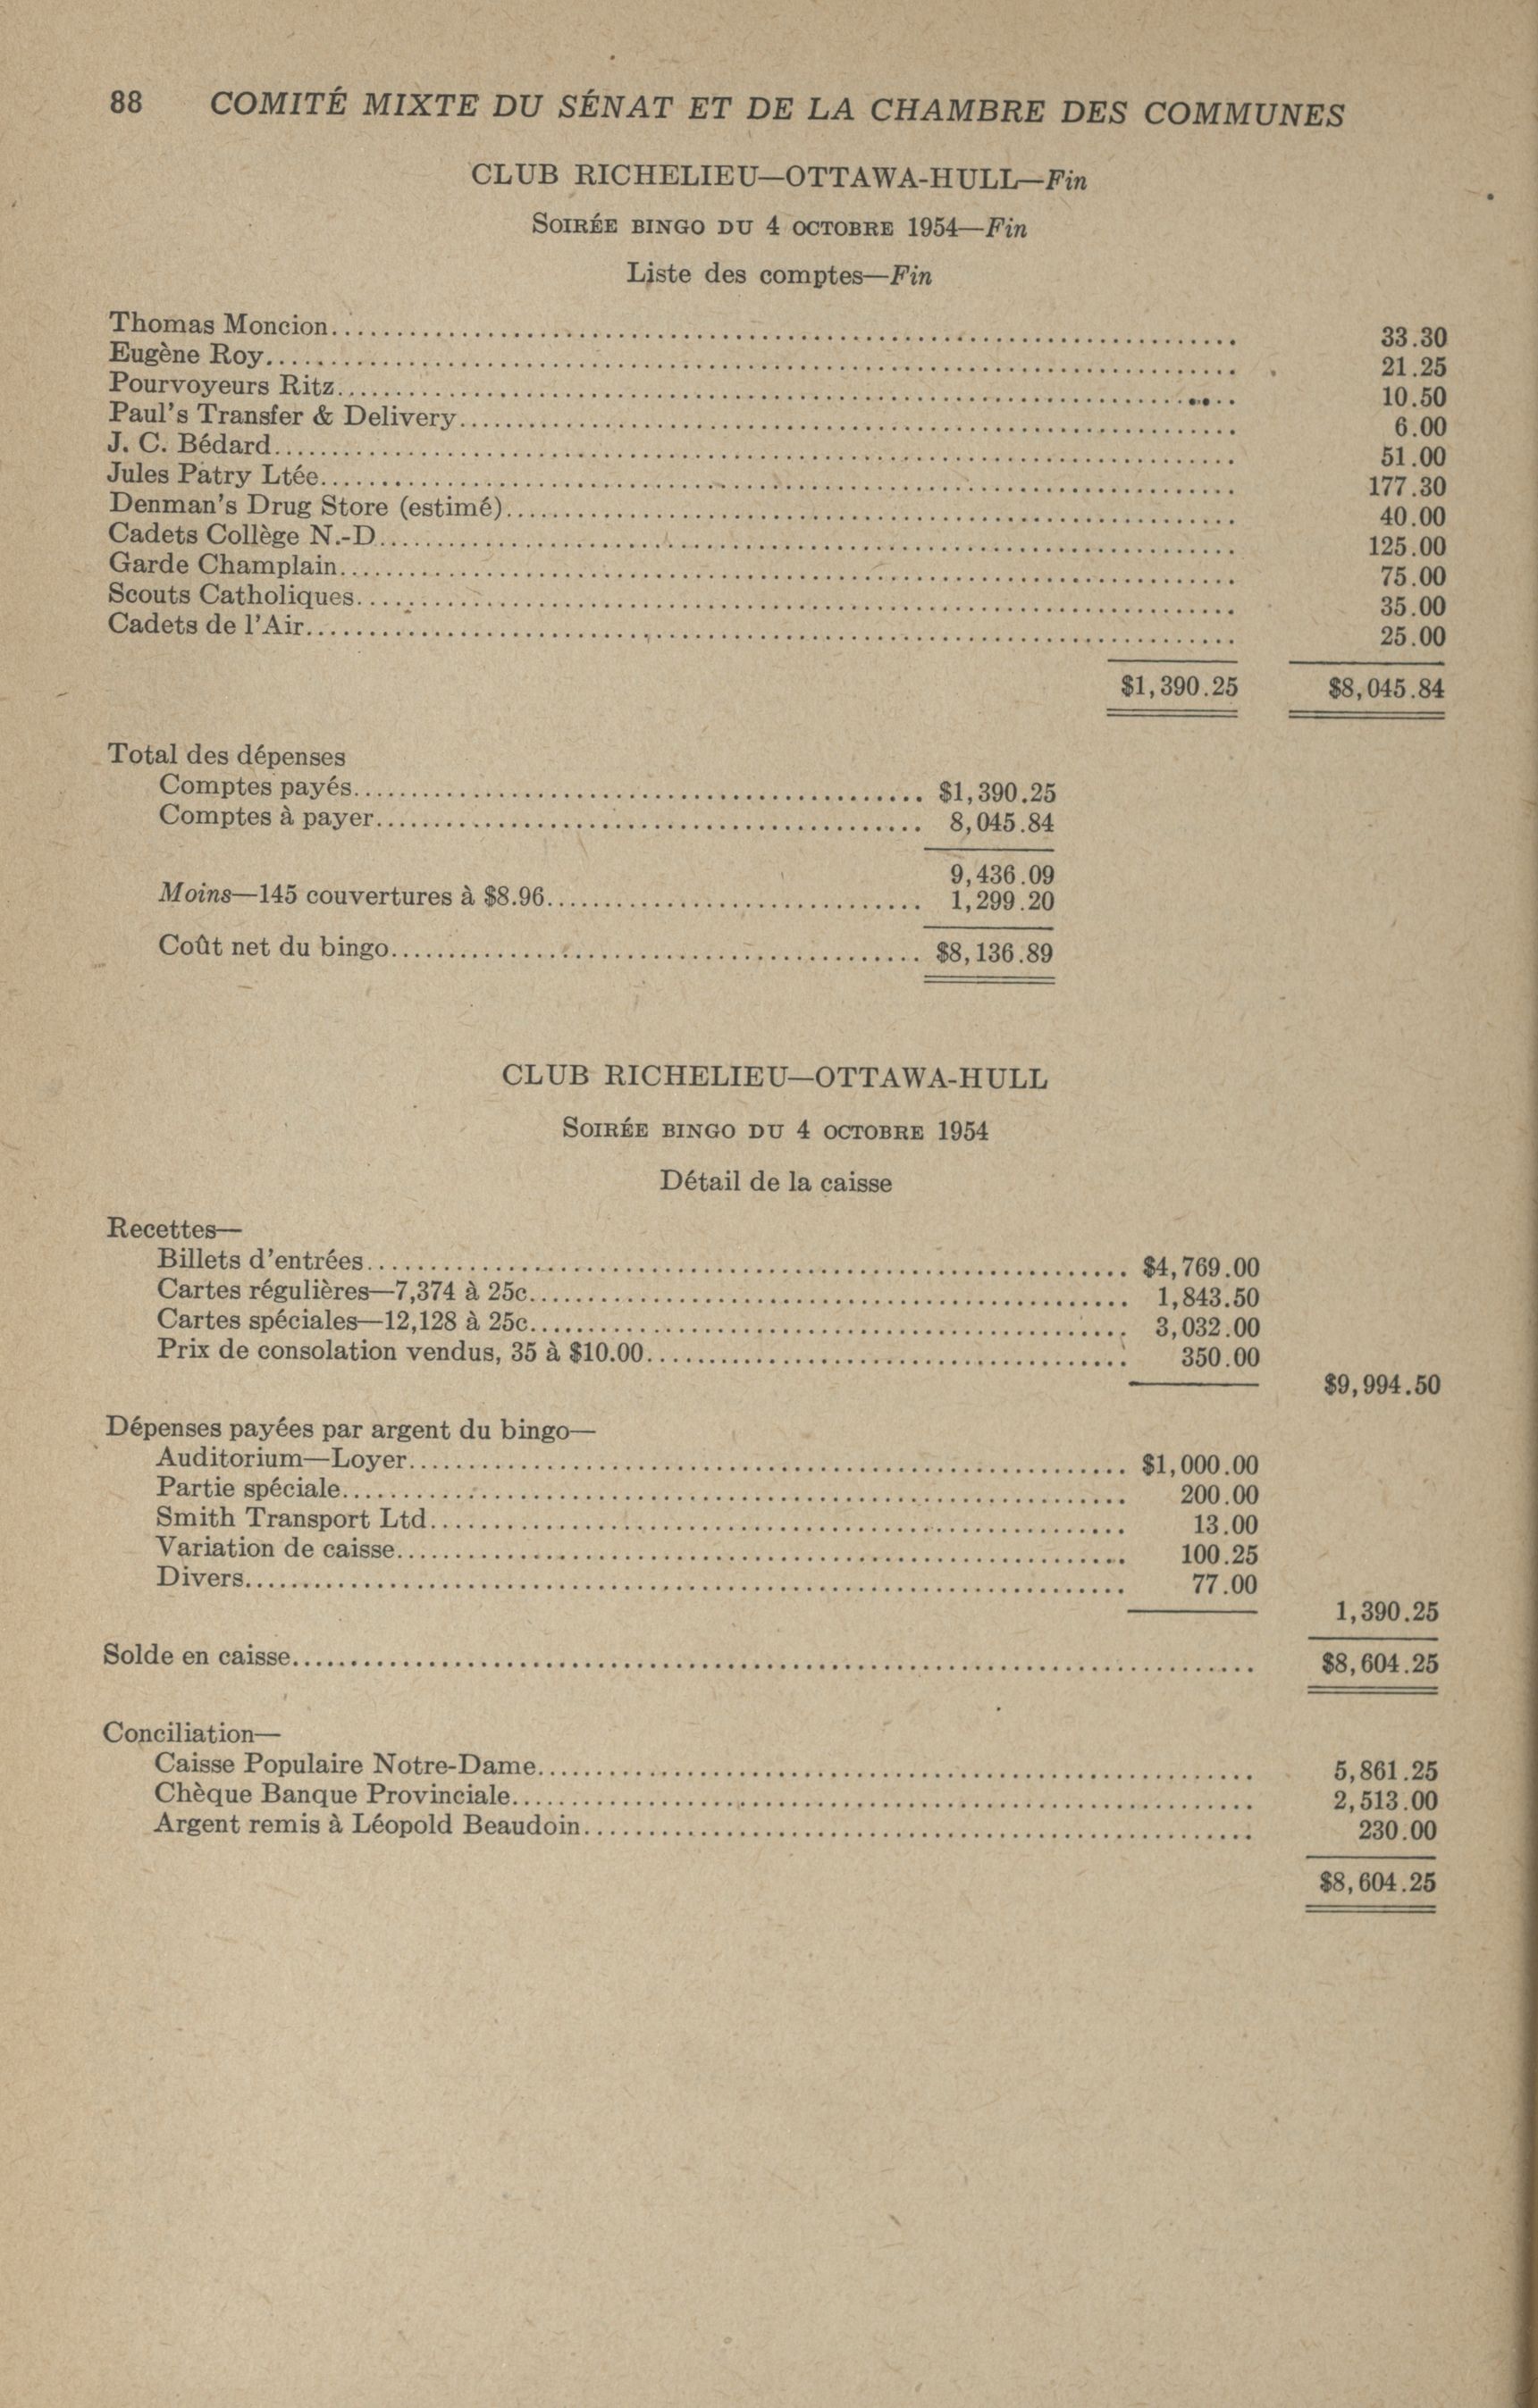 88 COMITÉ MIXTE DU SÉNAT ET DE LA CHAMBRE DES COMMUNES
CLUB RICHELIEU—OTTAWA-HULL—Fin
SOIRÉE BINGO DU 4 OCTOBRE 1954—Fin
Liste des comptes—Fin
Thomas Moncion 33.30
Eugène Roy 21.25
Pourvoyeurs Ritz 10.50
Paul's Transfer & Delivery 6.00
J. C. Bédard 51.00
Jules Patry Ltée 177.30
Denman's Drug Store (estimé) 40.00
Cadets Collège N.-D. 125.00
Garde Champlain 75.00
Scouts Catholiques 35.00
Cadets de l'Air 25.00
$1,390.25 $8,045.84
Total des dépenses
Comptes payés $1,390.25
Comptes à payer 8,045.84
9,436.09
Moins—145 couvertures à $8.96 1,299.20
Coût net du bingo $8,136.89
CLUB RICHELIEU—OTTAWA-HULL
SOIRÉE BINGO DU 4 OCTOBRE 1954
Détail de la caisse
Recettes—
Billets d'entrées $4,769.00
Cartes régulières—7,374 à 25c. 1,843.50
Cartes spéciales—12,128 à 25c. 3,032.00
Prix de consolation vendus, 35 à $10.00 350.00
$9,994.50
Dépenses payées par argent du bingo—
Auditorium—Loyer $1,000.00
Partie spéciale 200.00
Smith Transport Ltd. 13.00
Variation de caisse 100.25
Divers 77.00
1,390.25
Solde en caisse $8,604.25
Conciliation—
Caisse Populaire Notre-Dame 5,861.25
Chèque Banque Provinciale 2,513.00
Argent remis à Léopold Beaudoin 230.00
$8,604.25